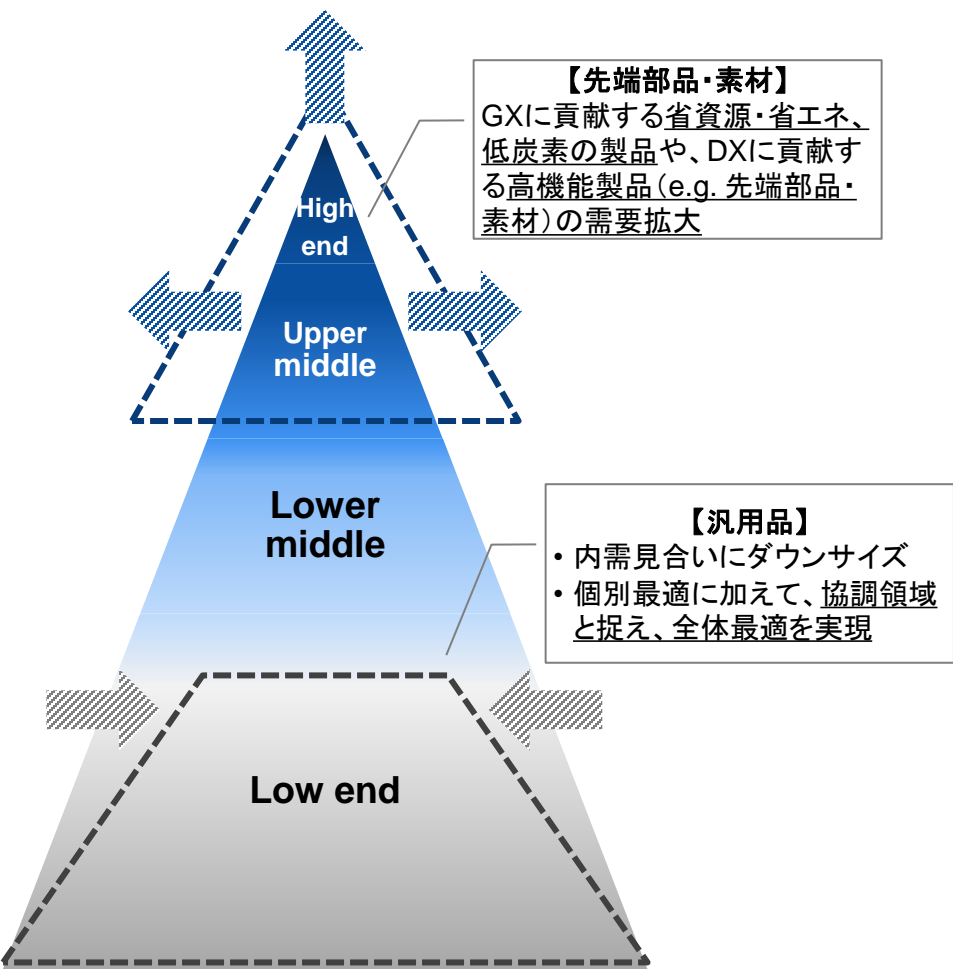 【先端部品・素材】
GXに貢献する省資源・省エネ、
低炭素の製品や、DXに貢献す
る高機能製品（e.g. 先端部品・
素材）の需要拡大
High
end
Upper
middle
Lower
middle
【汎用品】
• 内需見合いにダウンサイズ
• 個別最適に加えて、協調領域
と捉え、全体最適を実現
Low end